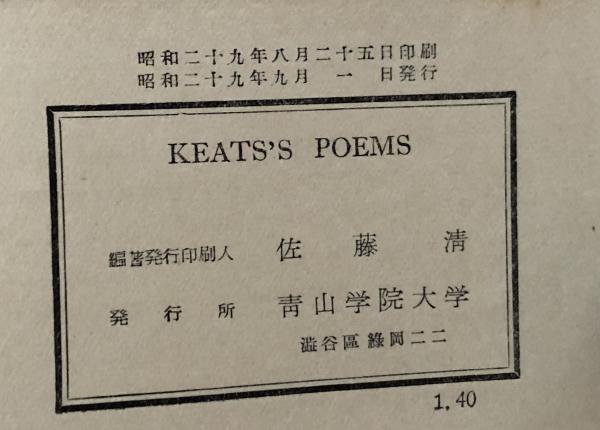 昭和二十九年八月二十五日印刷
昭和二十九年九月一日発行
KEATS'S POEMS
編著発行印刷人 佐藤清
発行所 青山学院大学
澁谷區綠岡二二
1.40